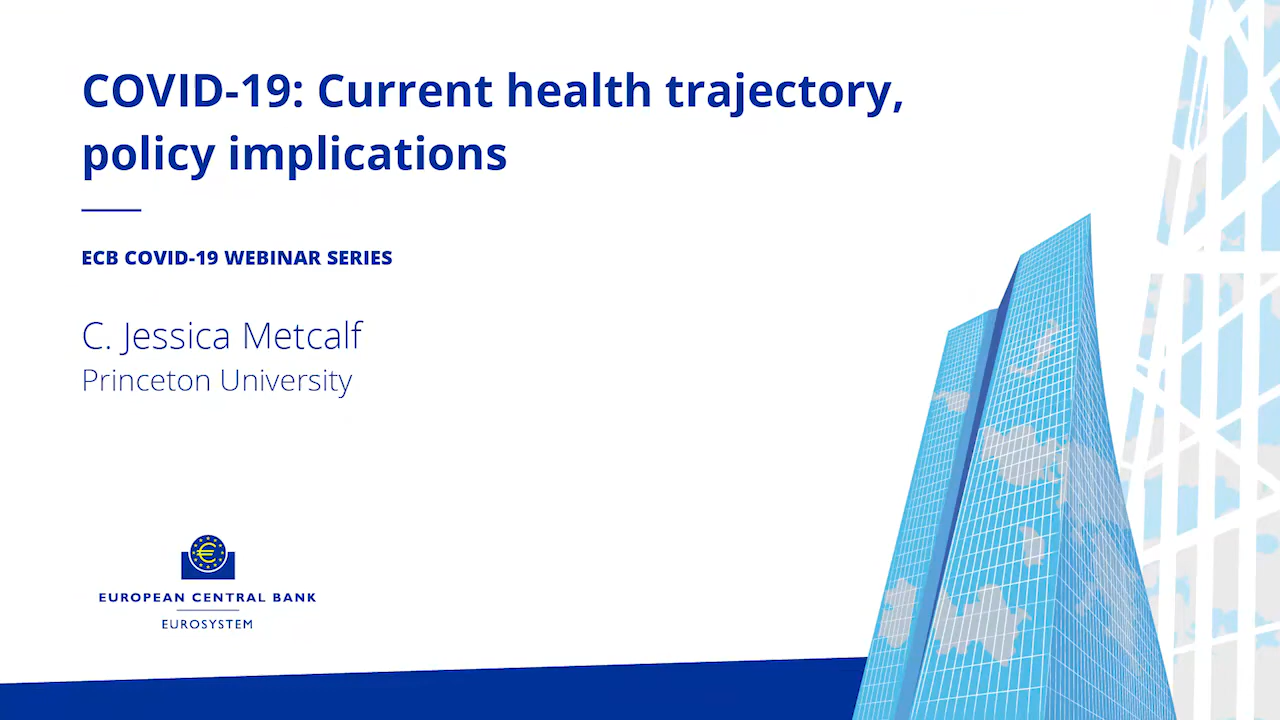 COVID-19: Current health trajectory,
policy implications
ECB COVID-19 WEBINAR SERIES
C. Jessica Metcalf
Princeton University
€
EUROPEAN CENTRAL BANK
EUROSYSTEM